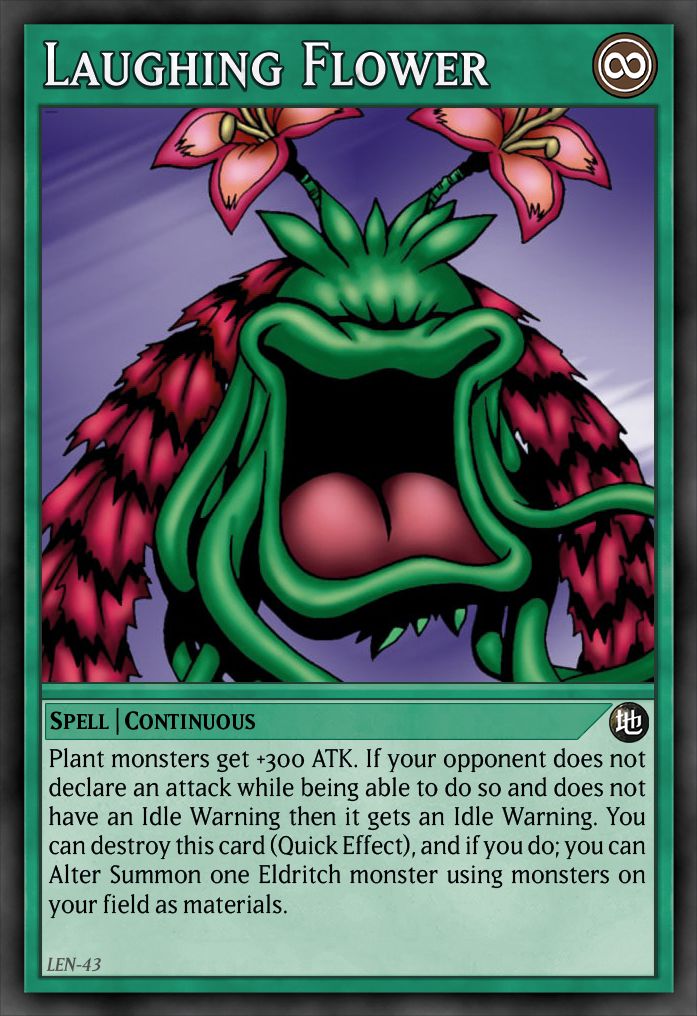 Laughing Flower
Spell | Continuous
Plant monsters get +300 ATK. If your opponent does not
declare an attack while being able to do so and does not
have an Idle Warning then it gets an Idle Warning. You
can destroy this card (Quick Effect), and if you do; you can
Alter Summon one Eldritch monster using monsters on
your field as materials.
LEN-43